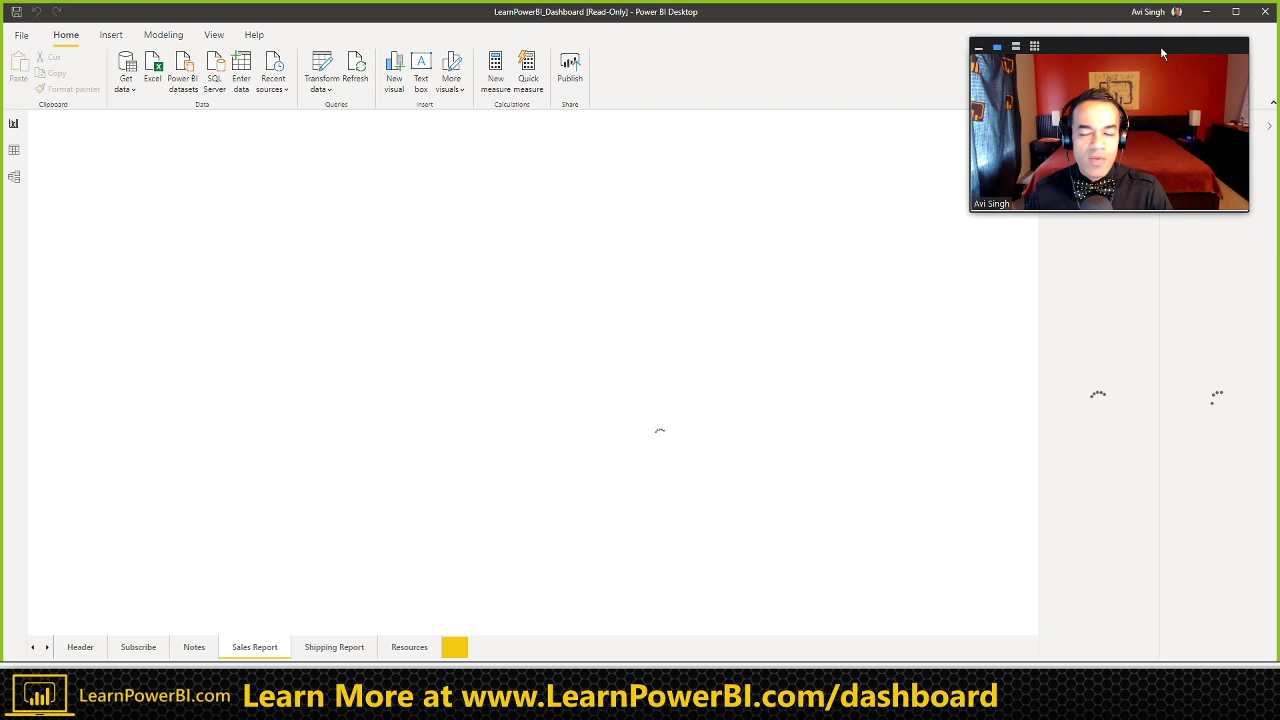 LearnPowerBI_Dashboard [Read-Only] - Power BI Desktop
Avi Singh
File Home Insert Modeling View Help
Paste
Cut
Copy
Format painter
Clipboard
Get data
Excel
Power BI datasets
SQL Server
Enter data
Recent sources
Data
Transform data
Refresh
Queries
New visual
Text box
More visuals
Insert
New measure
Quick measure
Calculations
Publish
Share
Avi Singh
Header Subscribe Notes Sales Report Shipping Report Resources
LearnPowerBI.com
Learn More at www.LearnPowerBI.com/dashboard